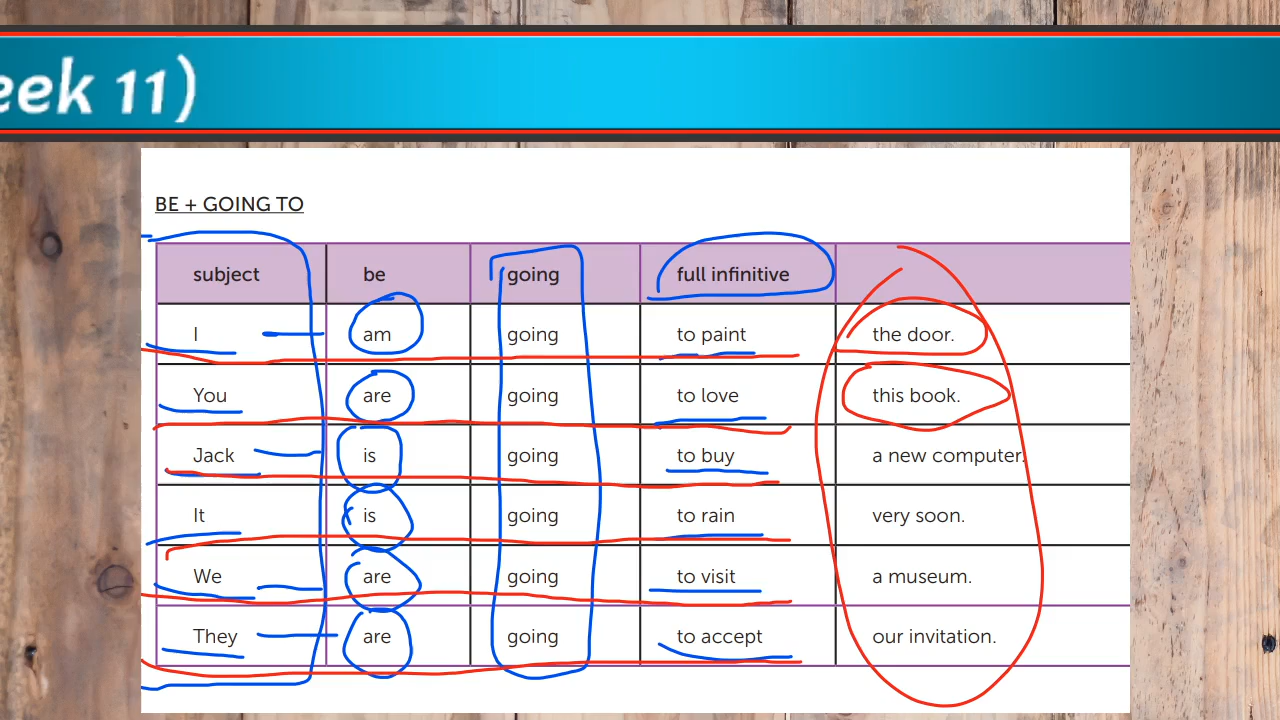 eek 11)
BE + GOING TO
subject be going full infinitive
I am going to paint the door.
You are going to love this book.
Jack is going to buy a new computer.
It is going to rain very soon.
We are going to visit a museum.
They are going to accept our invitation.